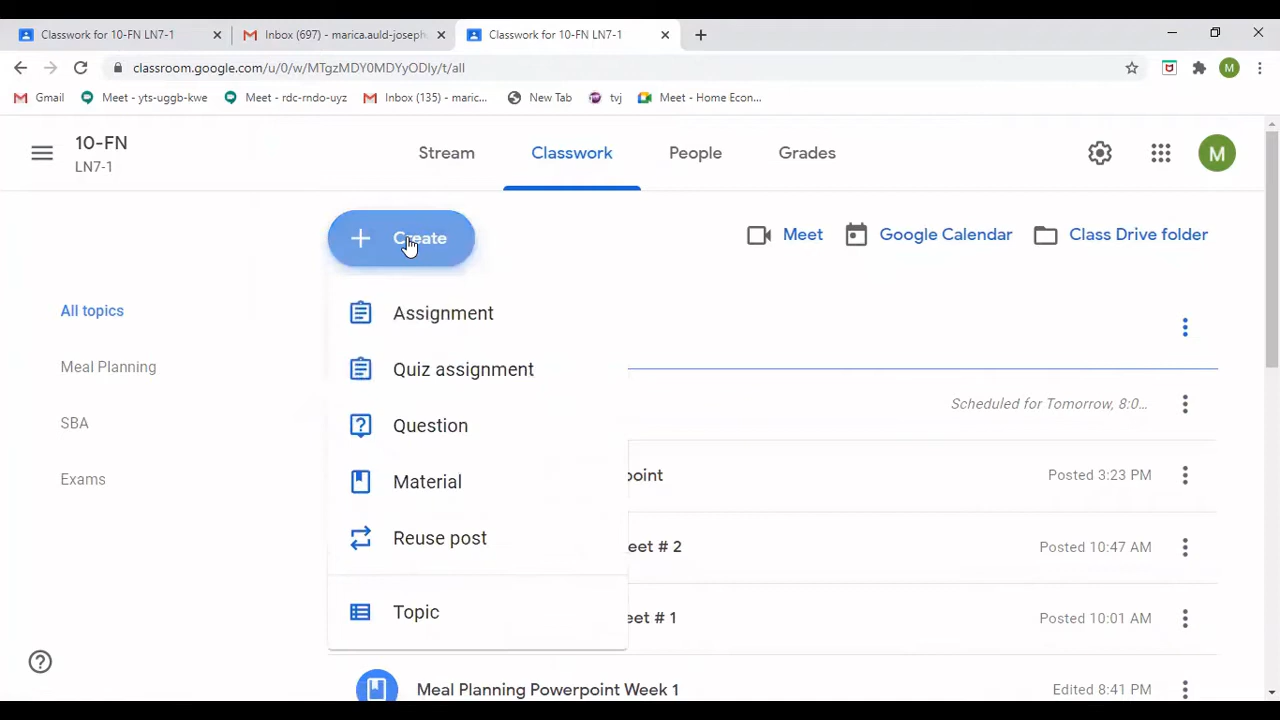 Classwork for 10-FN LN7-1
Inbox (697) - marica.auld-joseph
Classwork for 10-FN LN7-1
classroom.google.com/u/0/w/MTgzMDY0MDYyODIy/t/all
M
Gmail
Meet - yts-uggb-kwe
Meet - rdc-rndo-uyz
Inbox (135) - maric...
New Tab
tvj
Meet - Home Econ...
10-FN
LN7-1
Stream
Classwork
People
Grades
M
Create
Meet
Google Calendar
Class Drive folder
All topics
Meal Planning
SBA
Exams
Assignment
Quiz assignment
Question
Material
Reuse post
Topic
Scheduled for Tomorrow, 8:0...
point
Posted 3:23 PM
eet # 2
Posted 10:47 AM
eet # 1
Posted 10:01 AM
Meal Planning Powerpoint Week 1
Edited 8:41 PM